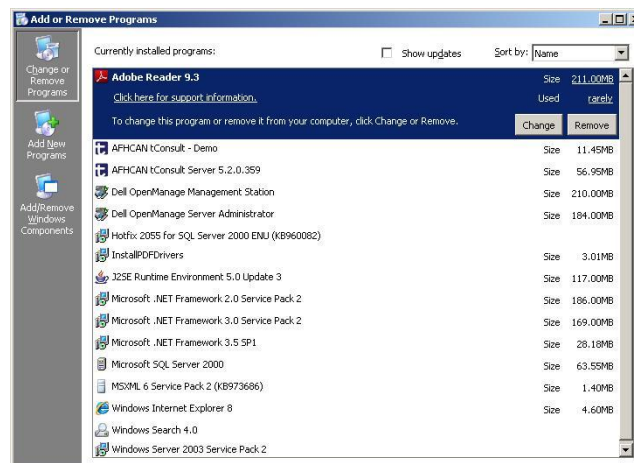 Add or Remove Programs
Currently installed programs: Show updates Sort by: Name
Change or Remove Programs
Add New Programs
Add/Remove Windows Components
Adobe Reader 9.3 Size 211.00MB
Click here for support information. Used rarely
To change this program or remove it from your computer, click Change or Remove. Change Remove
AFHCAN tConsult - Demo Size 11.45MB
AFHCAN tConsult Server 5.2.0.359 Size 56.95MB
Dell OpenManage Management Station Size 210.00MB
Dell OpenManage Server Administrator Size 184.00MB
Hotfix 2055 for SQL Server 2000 ENU (KB960082)
InstallPDFDrivers Size 3.01MB
J2SE Runtime Environment 5.0 Update 3 Size 117.00MB
Microsoft .NET Framework 2.0 Service Pack 2 Size 186.00MB
Microsoft .NET Framework 3.0 Service Pack 2 Size 169.00MB
Microsoft .NET Framework 3.5 SP1 Size 28.18MB
Microsoft SQL Server 2000 Size 63.55MB
MSXML 6 Service Pack 2 (KB973686) Size 1.40MB
Windows Internet Explorer 8 Size 4.60MB
Windows Search 4.0
Windows Server 2003 Service Pack 2